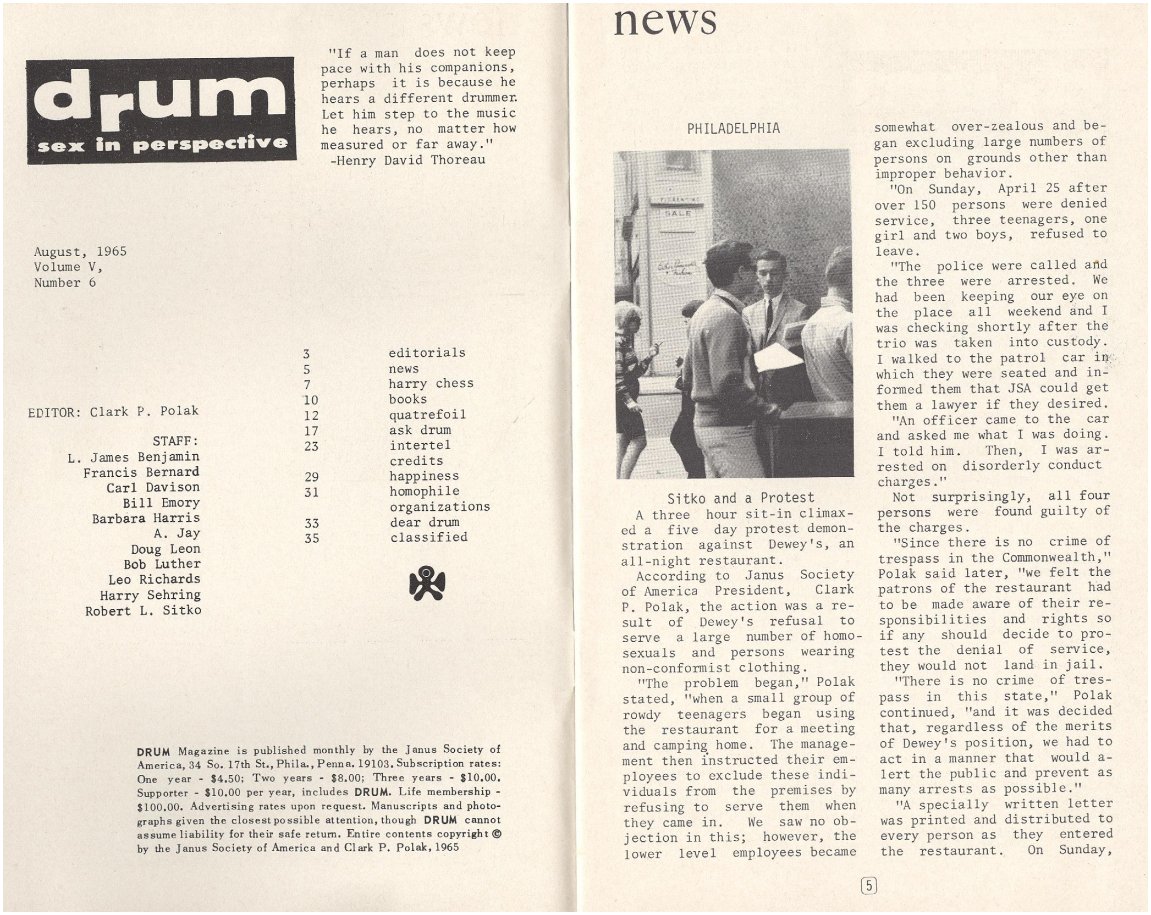 drum
sex in perspective
"If a man does not keep
pace with his companions,
perhaps it is because he
hears a different drummer.
Let him step to the music
he hears, no matter how
measured or far away."
-Henry David Thoreau
August, 1965
Volume V,
Number 6
3 editorials
5 news
7 harry chess
10 books
12 quatrefoil
17 ask drum
23 intertel
credits
29 happiness
31 homophile
organizations
33 dear drum
35 classified
EDITOR: Clark P. Polak
STAFF:
L. James Benjamin
Francis Bernard
Carl Davison
Bill Emory
Barbara Harris
A. Jay
Doug Leon
Bob Luther
Leo Richards
Harry Sehring
Robert L. Sitko
DRUM Magazine is published monthly by the Janus Society of
America, 34 So. 17th St., Phila., Penna. 19103. Subscription rates:
One year - $4.50; Two years - $8.00; Three years - $10.00.
Supporter - $10.00 per year, includes DRUM. Life membership -
$100.00. Advertising rates upon request. Manuscripts and photo-
graphs given the closest possible attention, though DRUM cannot
assume liability for their safe return. Entire contents copyright ©
by the Janus Society of America and Clark P. Polak, 1965
news
PHILADELPHIA
SALE
Sitko and a Protest
A three hour sit-in climax-
ed a five day protest demon-
stration against Dewey's, an
all-night restaurant.
According to Janus Society
of America President, Clark
P. Polak, the action was a re-
sult of Dewey's refusal to
serve a large number of homo-
sexuals and persons wearing
non-conformist clothing.
"The problem began," Polak
stated, "when a small group of
rowdy teenagers began using
the restaurant for a meeting
and camping home. The manage-
ment then instructed their em-
ployees to exclude these indi-
viduals from the premises by
refusing to serve them when
they came in. We saw no ob-
jection in this; however, the
lower level employees became
somewhat over-zealous and be-
gan excluding large numbers of
persons on grounds other than
improper behavior.
"On Sunday, April 25 after
over 150 persons were denied
service, three teenagers, one
girl and two boys, refused to
leave.
"The police were called and
the three were arrested. We
had been keeping our eye on
the place all weekend and I
was checking shortly after the
trio was taken into custody.
I walked to the patrol car in
which they were seated and in-
formed them that JSA could get
them a lawyer if they desired.
"An officer came to the car
and asked me what I was doing.
I told him. Then, I was ar-
rested on disorderly conduct
charges."
Not surprisingly, all four
persons were found guilty of
the charges.
"Since there is no crime of
trespass in the Commonwealth,"
Polak said later, "we felt the
patrons of the restaurant had
to be made aware of their re-
sponsibilities and rights so
if any should decide to pro-
test the denial of service,
they would not land in jail.
"There is no crime of tres-
pass in this state," Polak
continued, "and it was decided
that, regardless of the merits
of Dewey's position, we had to
act in a manner that would a-
lert the public and prevent as
many arrests as possible."
"A specially written letter
was printed and distributed to
every person as they entered
the restaurant. On Sunday,
5